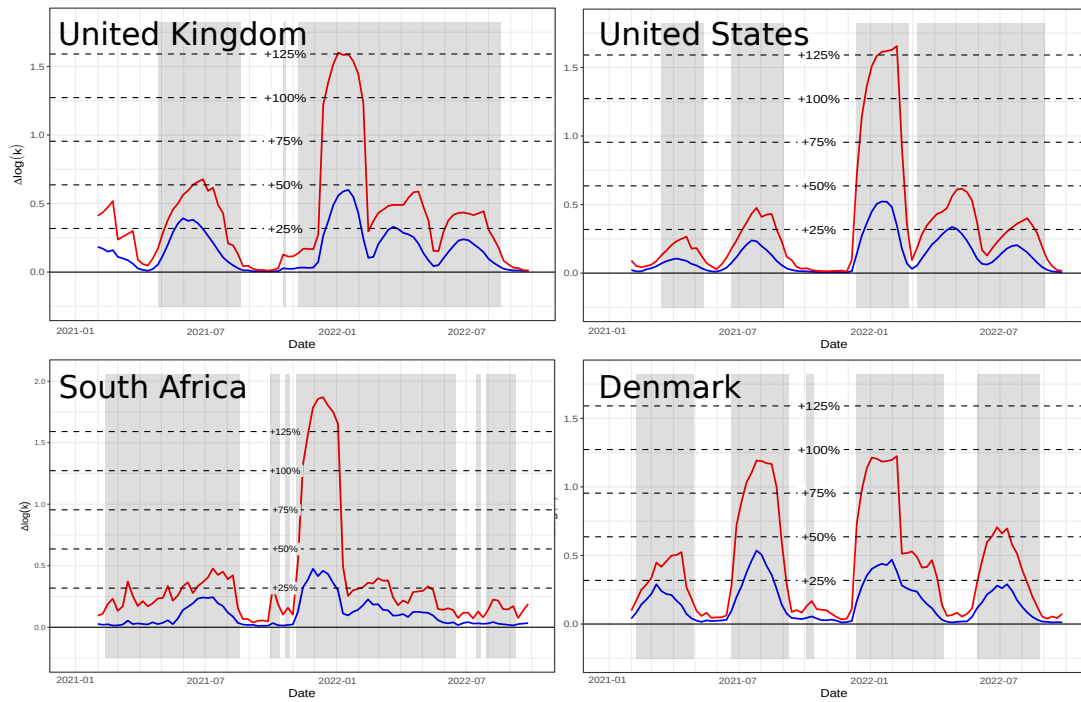 United Kingdom
+125%
+100%
+75%
+50%
+25%
1.5
1.0
0.5
0.0
Δlog(k)
2021-01 2021-07 2022-01 2022-07
Date
United States
+125%
+100%
+75%
+50%
+25%
1.5
1.0
0.5
0.0
2021-01 2021-07 2022-01 2022-07
Date
South Africa
2.0
+125%
+100%
+75%
+50%
+25%
1.5
1.0
0.5
0.0
Δlog(k)
2021-01 2021-07 2022-01 2022-07
Date
Denmark
+125%
+100%
+75%
+50%
+25%
1.5
1.0
0.5
0.0
2021-01 2021-07 2022-01 2022-07
Date